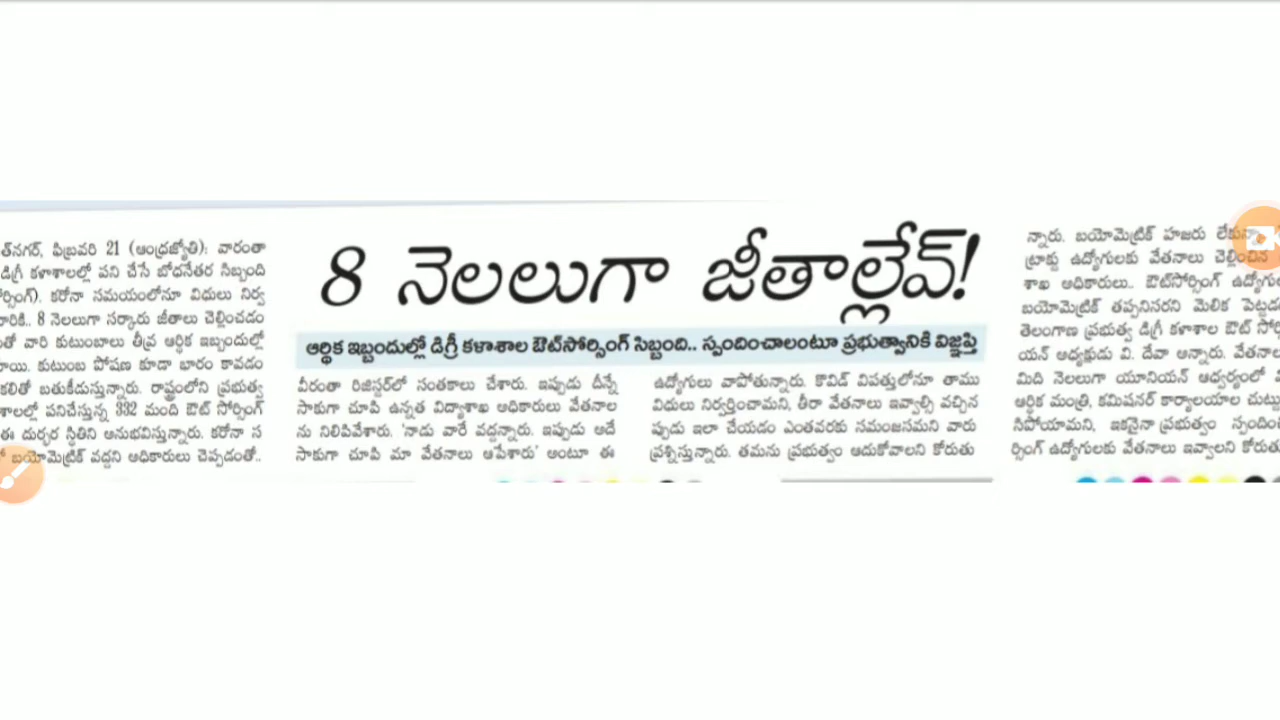 8 నెలలుగా జీతాల్లేవ్!
ఆర్థిక ఇబ్బందుల్లో డిగ్రీ కళాశాల ఔట్‌సోర్సింగ్ సిబ్బంది.. స్పందించాలంటూ ప్రభుత్వానికి విజ్ఞప్తి
త్‌నగర్, ఫిబ్రవరి 21 (ఆంధ్రజ్యోతి): వారంతా
డిగ్రీ కళాశాలల్లో పని చేసే బోధనేతర సిబ్బంది
ర్సింగ్). కరోనా సమయంలోనూ విధులు నిర్వ
వారికి.. 8 నెలలుగా సర్కారు జీతాలు చెల్లించడం
తో వారి కుటుంబాలు తీవ్ర ఆర్థిక ఇబ్బందుల్లో
యి. కుటుంబ పోషణ కూడా భారం కావడం
కలితో బతుకీడుస్తున్నారు. రాష్ట్రంలోని ప్రభుత్వ
శాలల్లో పనిచేస్తున్న 332 మంది ఔట్ సోర్సింగ్
ఈ దుర్భర స్థితిని అనుభవిస్తున్నారు. కరోనా స
బయోమెట్రిక్ వద్దని అధికారులు చెప్పడంతో..
వీరంతా రిజిస్టర్‌లో సంతకాలు చేశారు. ఇప్పుడు దీన్నే
సాకుగా చూపి ఉన్నత విద్యాశాఖ అధికారులు వేతనాల
ను నిలిపివేశారు. 'నాడు వారే వద్దన్నారు. ఇప్పుడు అదే
సాకుగా చూపి మా వేతనాలు ఆపేశారు' అంటూ ఈ
ఉద్యోగులు వాపోతున్నారు. కొవిడ్ విపత్తులోనూ తాము
విధులు నిర్వర్తించామని, తీరా వేతనాలు ఇవ్వాల్సి వచ్చిన
ప్పుడు ఇలా చేయడం ఎంతవరకు సమంజసమని వారు
ప్రశ్నిస్తున్నారు. తమను ప్రభుత్వం ఆదుకోవాలని కోరుతు
న్నారు. బయోమెట్రిక్ హాజరు లేకున్నా
ట్రాక్టు ఉద్యోగులకు వేతనాలు చెల్లించిన
శాఖ అధికారులు.. ఔట్‌సోర్సింగ్ ఉద్యోగుల
బయోమెట్రిక్ తప్పనిసరని మెలిక పెట్టడం
తెలంగాణ ప్రభుత్వ డిగ్రీ కళాశాల ఔట్ సోర్
యన్ అధ్యక్షుడు వి. దేవా అన్నారు. వేతనాల
మిది నెలలుగా యూనియన్ ఆధ్వర్యంలో
ఆర్థిక మంత్రి, కమిషనర్ కార్యాలయాల చుట్టు
సిపోయామని, ఇకనైనా ప్రభుత్వం స్పందిం
ర్సింగ్ ఉద్యోగులకు వేతనాలు ఇవ్వాలని కోరుతు